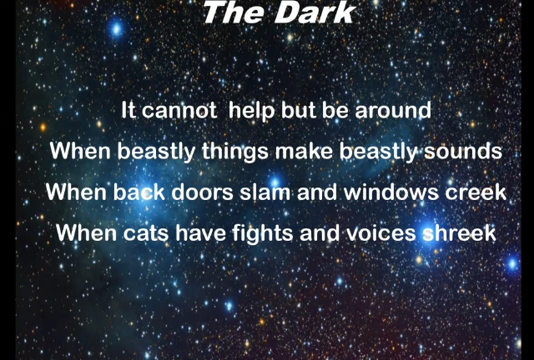 The Dark
It cannot help but be around
When beastly things make beastly sounds
When back doors slam and windows creek
When cats have fights and voices shreek